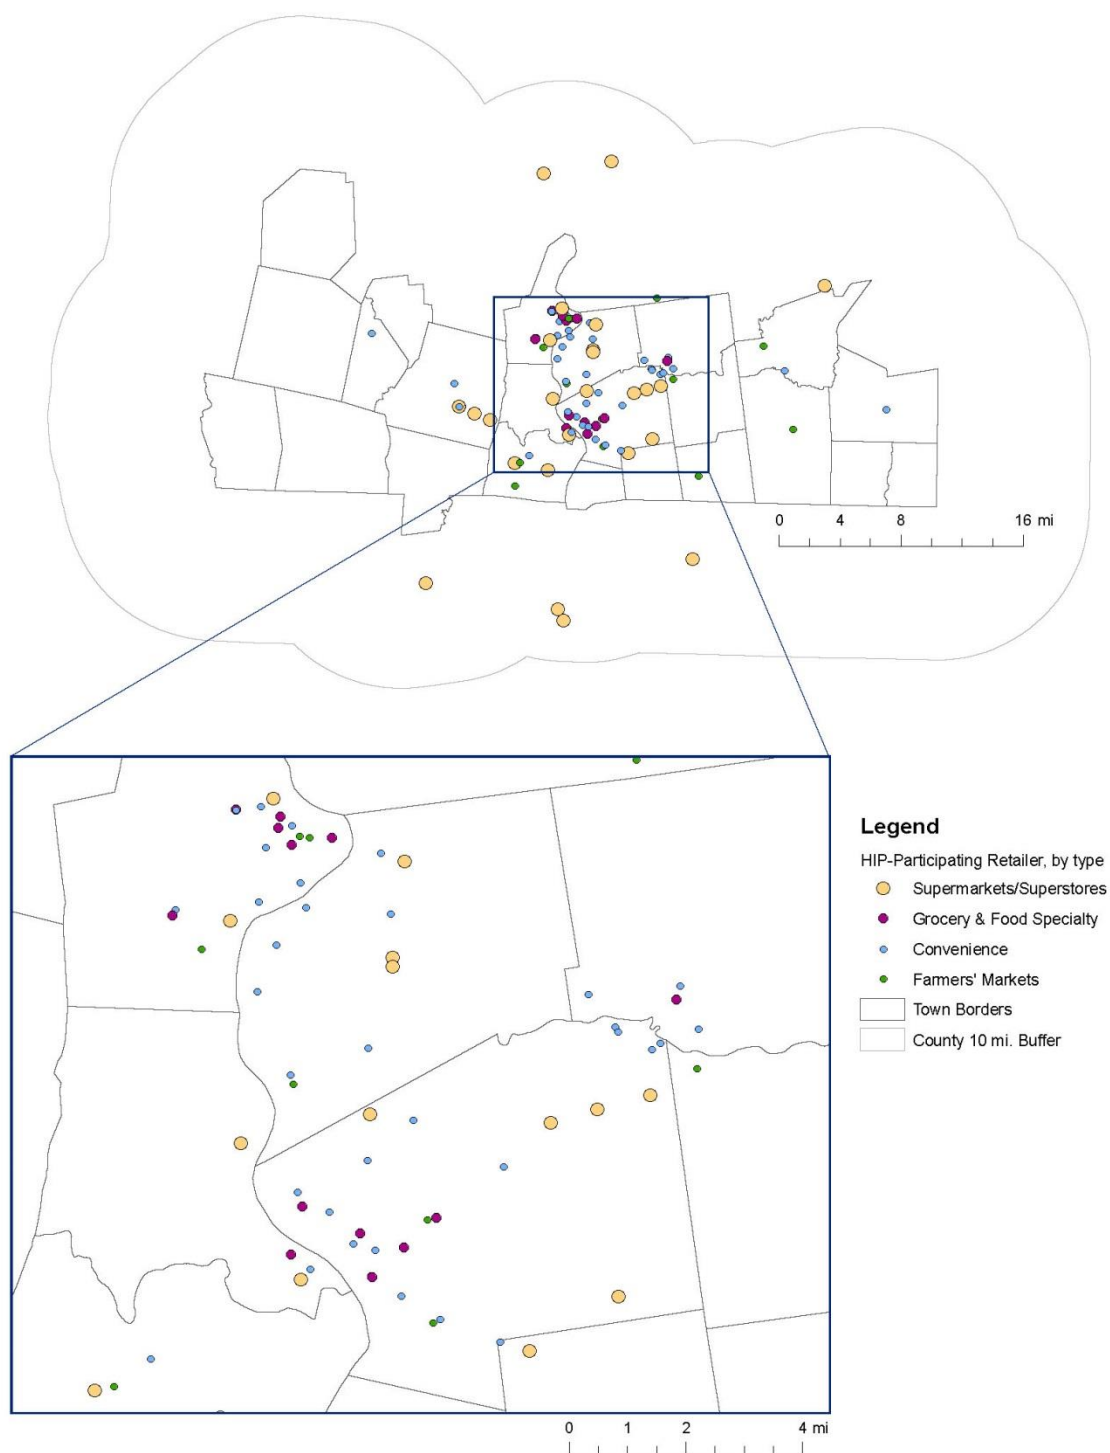 0 4 8 16 mi
Legend
HIP-Participating Retailer, by type
Supermarkets/Superstores
Grocery & Food Specialty
Convenience
Farmers' Markets
Town Borders
County 10 mi. Buffer
0 1 2 4 mi